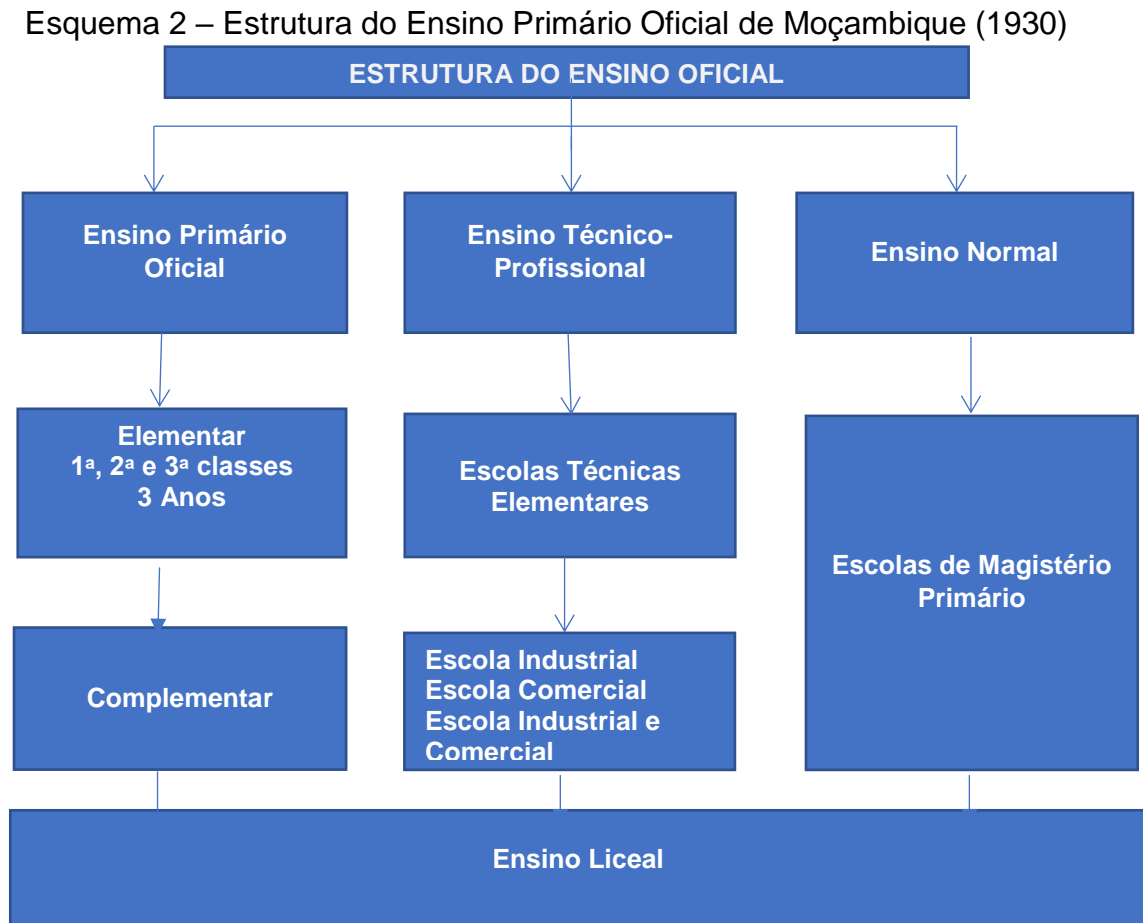 Esquema 2 – Estrutura do Ensino Primário Oficial de Moçambique (1930)
ESTRUTURA DO ENSINO OFICIAL
Ensino Primário
Oficial
Ensino Técnico-
Profissional
Ensino Normal
Elementar
1ª, 2ª e 3ª classes
3 Anos
Escolas Técnicas
Elementares
Escolas de Magistério
Primário
Complementar
Escola Industrial
Escola Comercial
Escola Industrial e
Comercial
Ensino Liceal